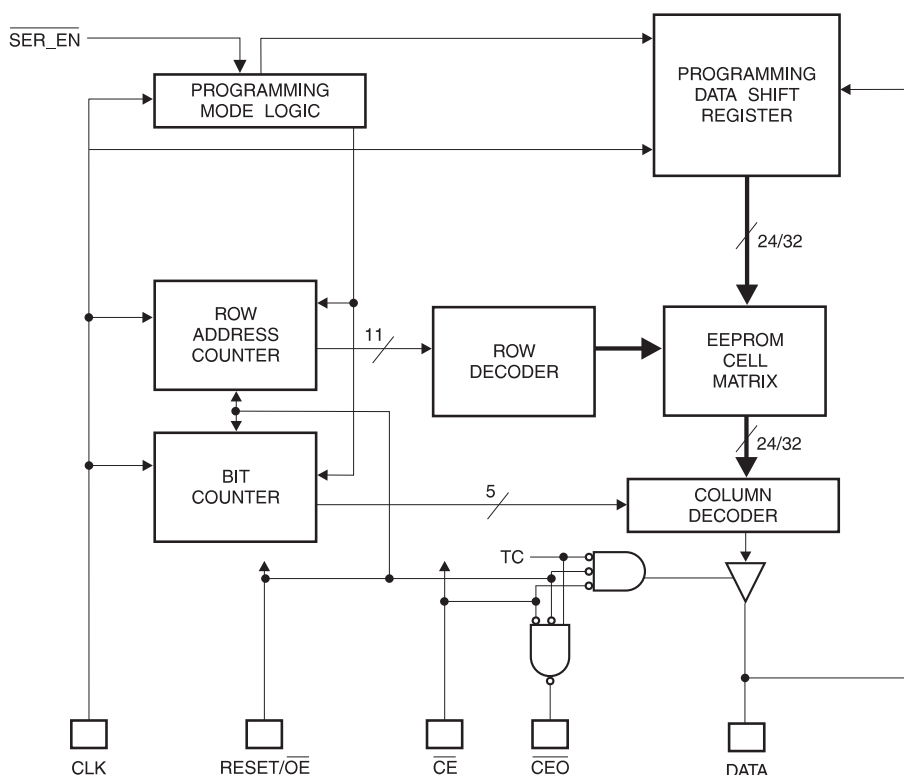 SER_EN
PROGRAMMING
MODE LOGIC
PROGRAMMING
DATA SHIFT
REGISTER
24/32
ROW
ADDRESS
COUNTER
11
ROW
DECODER
EEPROM
CELL
MATRIX
24/32
BIT
COUNTER
5
COLUMN
DECODER
TC
CLK
RESET/OE
CE
CEO
DATA